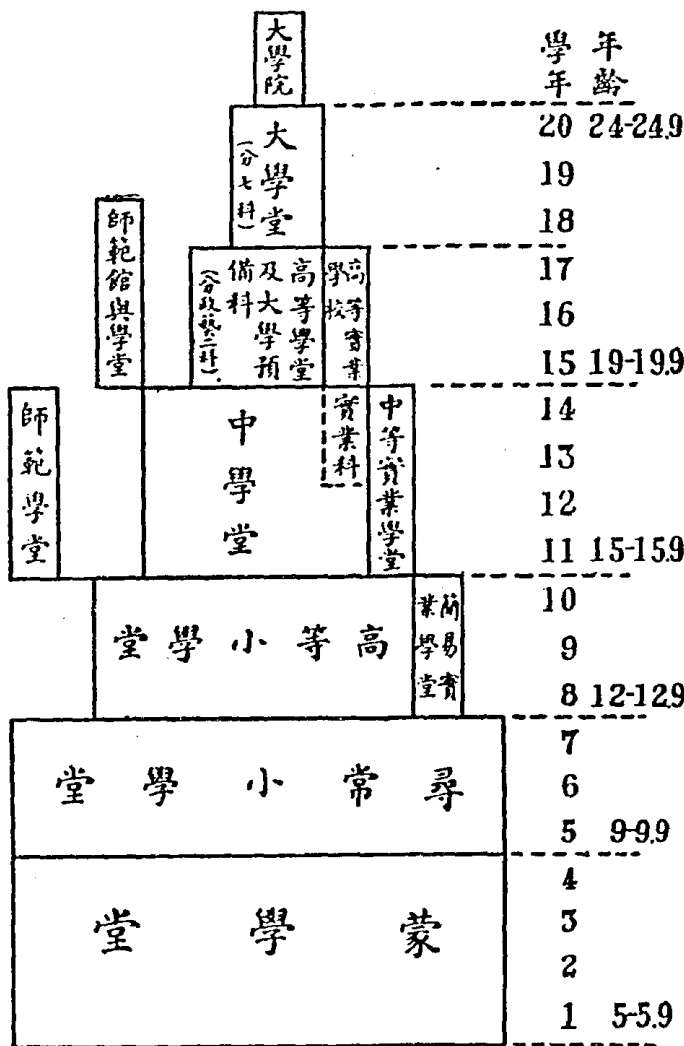 大學院
學年
年齡
大學堂
(分七科)
20 24-24.9
19
18
師範館與學堂
高等學堂
及大學預
備科
(分政藝二科)
高等實業
學校
17
16
15 19-19.9
師範學堂
中學堂
實業科
中等實業學堂
14
13
12
11 15-15.9
高等小學堂
簡易實
業學堂
10
9
8 12-12.9
尋常小學堂
7
6
5 9-9.9
蒙學堂
4
3
2
1 5-5.9